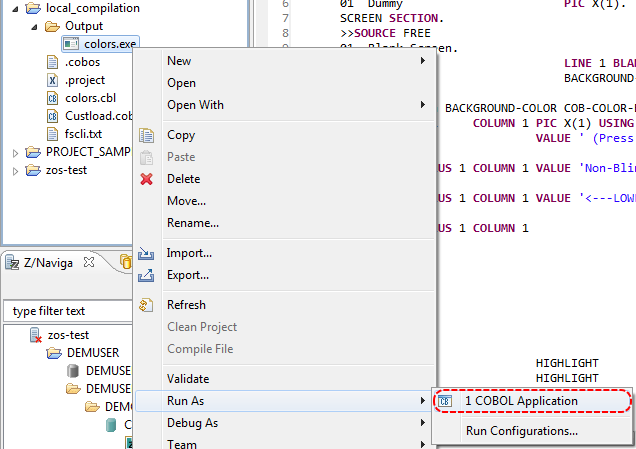 local_compilation
Output
colors.exe
.cobos
.project
colors.cbl
Custload.cob
fscli.txt
PROJECT_SAMP
zos-test
6 01 Dummy PIC X(1).
7 SCREEN SECTION.
8 >>SOURCE FREE
9 01 Blank-Screen.
LINE 1 BLAN
BACKGROUND-
BACKGROUND-COLOR COB-COLOR-
COLUMN 1 PIC X(1) USING
VALUE ' (Press
US 1 COLUMN 1 VALUE 'Non-Blin
US 1 COLUMN 1 VALUE '<---LOW
US 1 COLUMN 1
HIGHLIGHT
HIGHLIGHT
New
Open
Open With
Copy
Paste
Delete
Move...
Rename...
Import...
Export...
Refresh
Clean Project
Compile File
Validate
Run As
Debug As
Team
1 COBOL Application
Run Configurations...
Z/Naviga
type filter text
zos-test
DEMUSER
DEMUSE
DEMUSE
DEMO
C